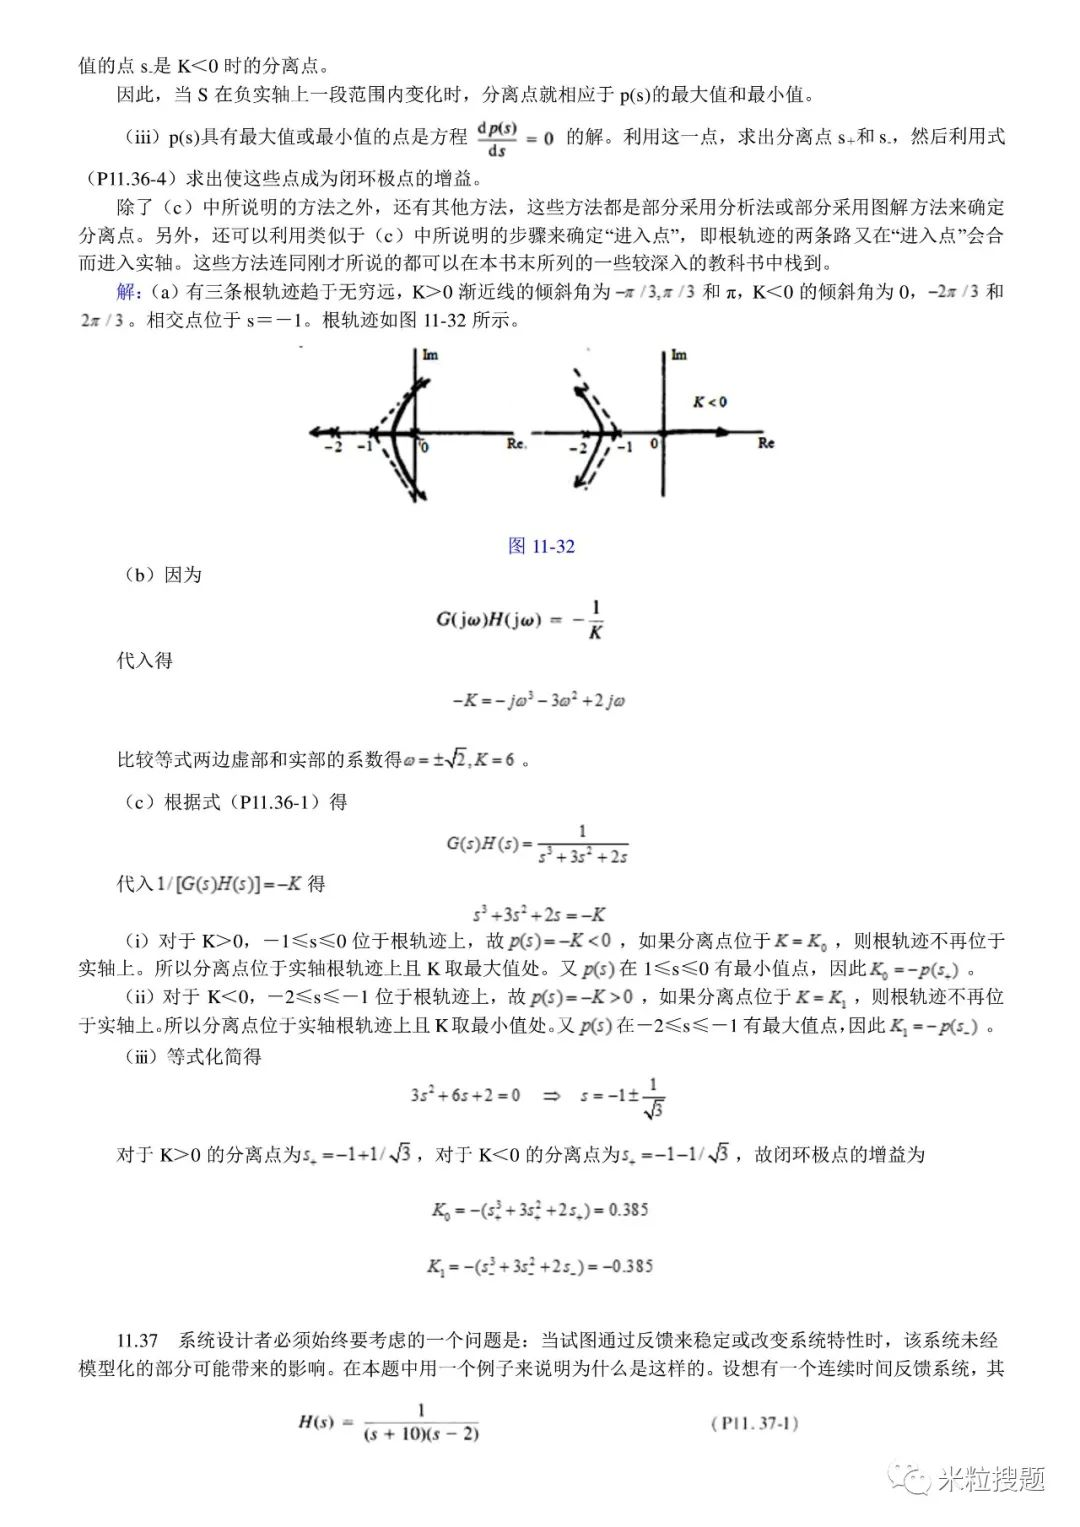 值的点 s₋是 K＜0 时的分离点。
因此，当 S 在负实轴上一段范围内变化时，分离点就相应于 p(s)的最大值和最小值。
（iii）p(s)具有最大值或最小值的点是方程 dp(s)/ds = 0 的解。利用这一点，求出分离点 s₊和 s₋，然后利用式
（P11.36-4）求出使这些点成为闭环极点的增益。
除了（c）中所说明的方法之外，还有其他方法，这些方法都是部分采用分析法或部分采用图解方法来确定
分离点。另外，还可以利用类似于（c）中所说明的步骤来确定“进入点”，即根轨迹的两条路又在“进入点”会合
而进入实轴。这些方法连同刚才所说的都可以在本书末所列的一些较深入的教科书中栈到。
解:（a）有三条根轨迹趋于无穷远，K＞0 渐近线的倾斜角为 −π/3,π/3 和 π，K＜0 的倾斜角为 0，−2π/3 和
2π/3。相交点位于 s＝－1。根轨迹如图 11-32 所示。
Im Im
K<0
-2 -1 0 Re. -2 -1 0 Re
图 11-32
（b）因为
G(jω)H(jω) = − 1/K
代入得
−K = −jω³ − 3ω² + 2jω
比较等式两边虚部和实部的系数得 ω = ±√2, K = 6 。
（c）根据式（P11.36-1）得
G(s)H(s) = 1/(s³ + 3s² + 2s)
代入 1/[G(s)H(s)] = −K 得
s³ + 3s² + 2s = −K
（i）对于 K＞0，－1≤s≤0 位于根轨迹上，故 p(s) = −K < 0 ，如果分离点位于 K = K₀ ，则根轨迹不再位于
实轴上。所以分离点位于实轴根轨迹上且 K 取最大值处。又 p(s) 在 1≤s≤0 有最小值点，因此 K₀ = −p(s₊) 。
（ii）对于 K＜0，－2≤s≤－1 位于根轨迹上，故 p(s) = −K > 0 ，如果分离点位于 K = K₁ ，则根轨迹不再位
于实轴上。所以分离点位于实轴根轨迹上且 K 取最小值处。又 p(s) 在－2≤s≤－1 有最大值点，因此 K₁ = −p(s₋) 。
（iii）等式化简得
3s² + 6s + 2 = 0 ⇒ s = −1 ± 1/√3
对于 K＞0 的分离点为 s₊ = −1+1/√3 ，对于 K＜0 的分离点为 s₊ = −1−1/√3 ，故闭环极点的增益为
K₀ = −(s₊³ + 3s₊² + 2s₊) = 0.385
K₁ = −(s₋³ + 3s₋² + 2s₋) = −0.385
11.37 系统设计者必须始终要考虑的一个问题是：当试图通过反馈来稳定或改变系统特性时，该系统未经
模型化的部分可能带来的影响。在本题中用一个例子来说明为什么是这样的。设想有一个连续时间反馈系统，其
H(s) = 1/((s + 10)(s − 2)) （P11.37-1）
米粒搜题